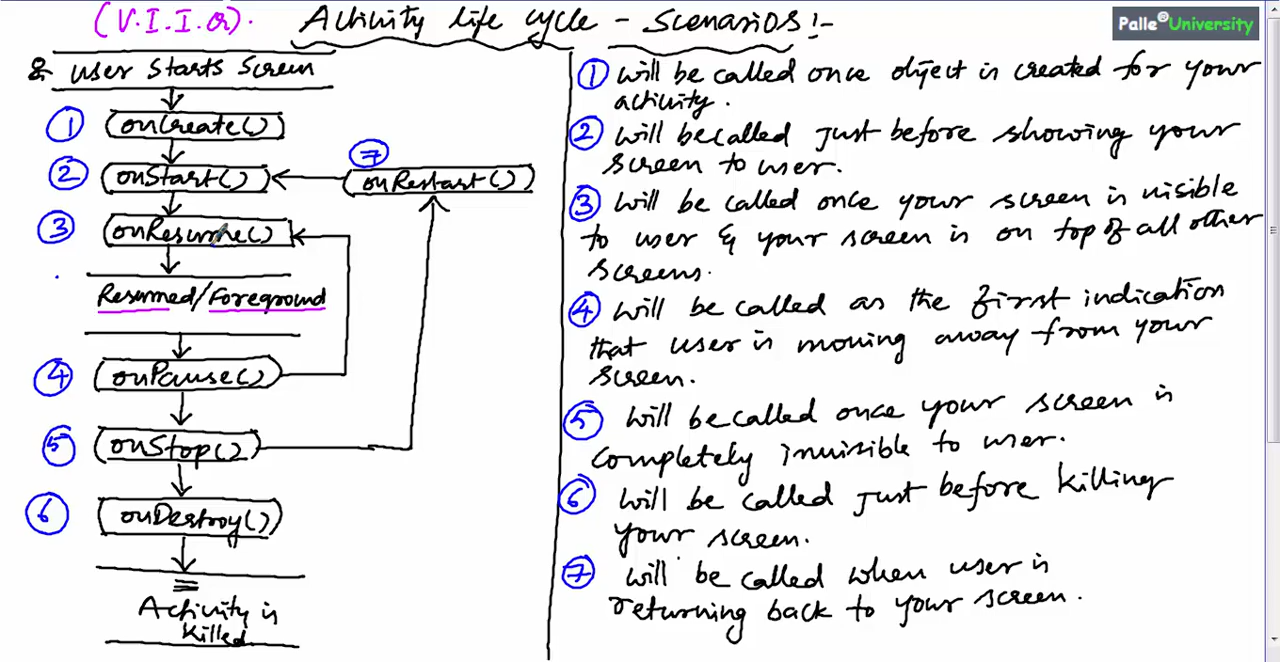 (V.I.I.Q). Activity life cycle - Scenarios :-
Palle University
User Starts Screen
1 onCreate()
2 onStart()
7
onRestart()
3 onResume()
Resumed/Foreground
4 onPause()
5 onStop()
6 onDestroy()
Activity is
Killed
1 will be called once object is created for your
activity.
2 will be called just before showing your
screen to user.
3 will be called once your screen is visible
to user & your screen is on top of all other
screens.
4 will be called as the first indication
that user is moving away from your
screen.
5 will be called once your screen is
completely invisible to user.
6 will be called just before killing
your screen.
7 will be called when user is
returning back to your screen.